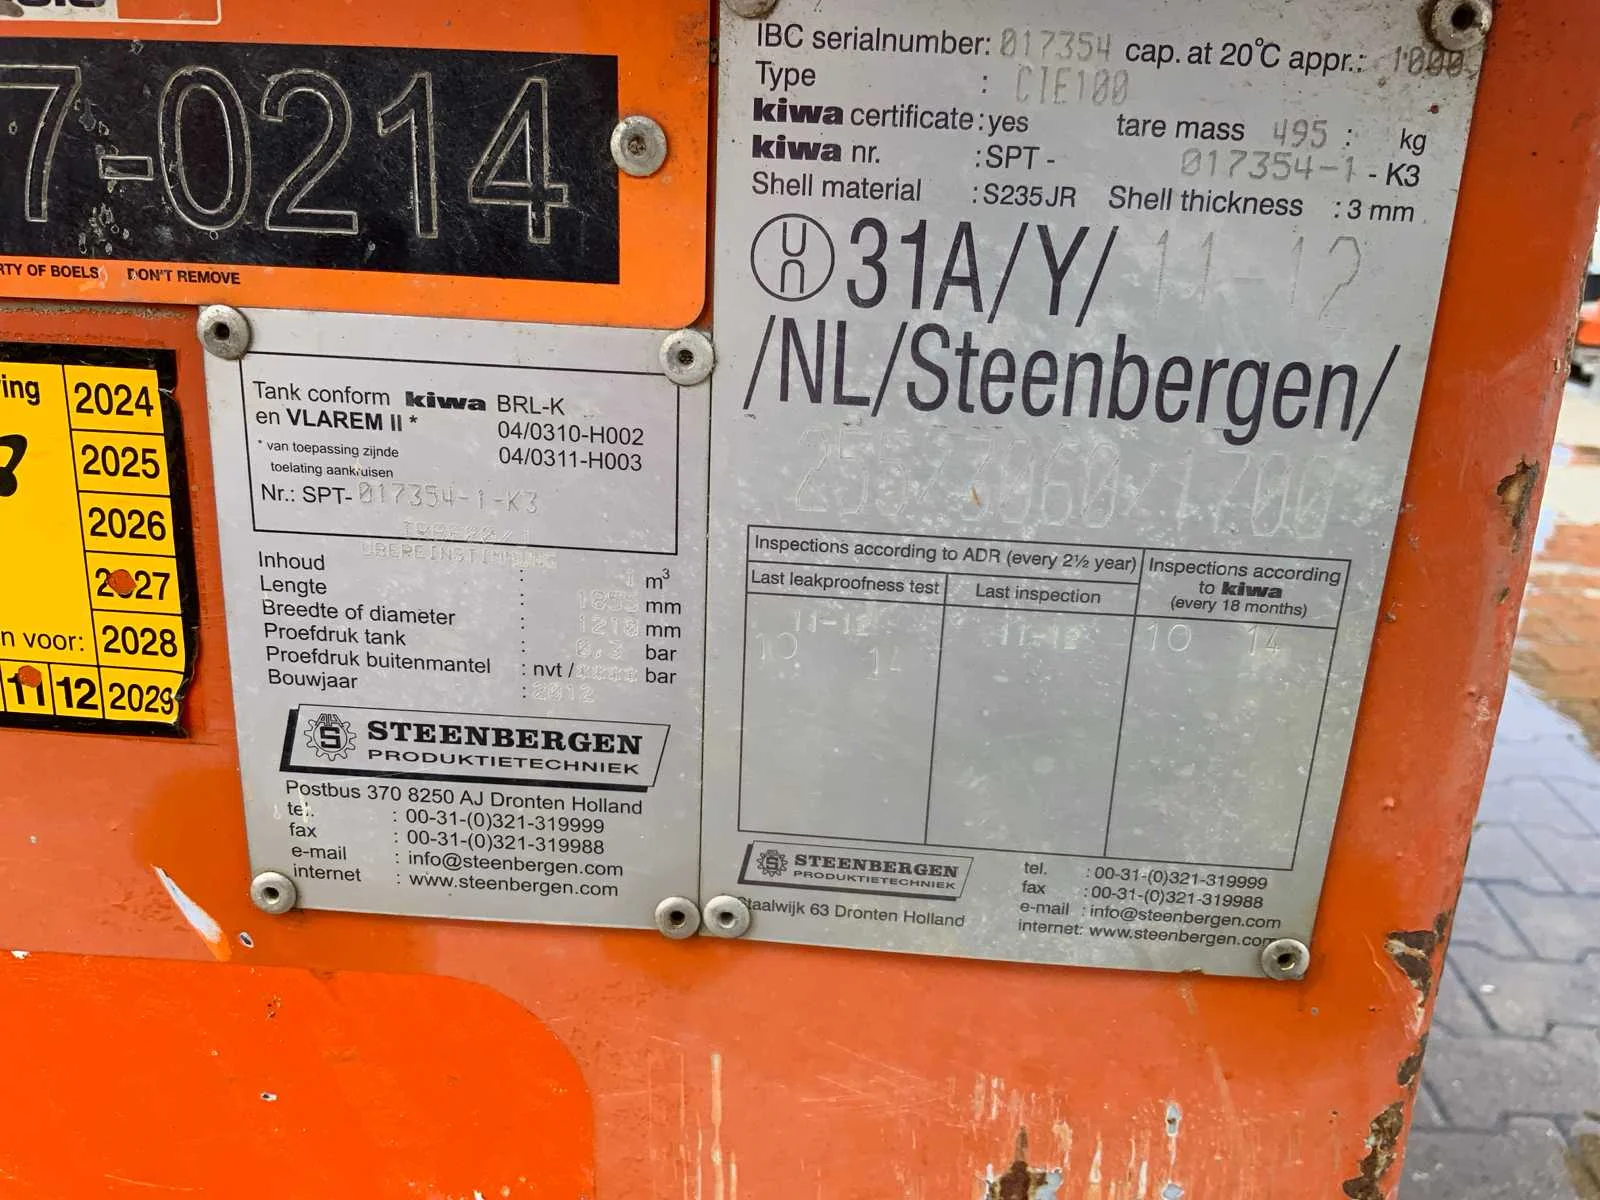 7-0214
RTY OF BOELS DON'T REMOVE
2024
2025
2026
2027
n voor: 2028
11 12 2029
Tank conform kiwa BRL-K
en VLAREM II * 04/0310-H002
* van toepassing zijnde 04/0311-H003
toelating aankruisen
Nr.: SPT-017354-1-K3
UBEREINSTIMMUNG
Inhoud : 1 m³
Lengte : mm
Breedte of diameter : 1210 mm
Proefdruk tank : bar
Proefdruk buitenmantel : nvt /**** bar
Bouwjaar : 2012
STEENBERGEN
PRODUKTIETECHNIEK
Postbus 370 8250 AJ Dronten Holland
tel. : 00-31-(0)321-319999
fax : 00-31-(0)321-319988
e-mail : info@steenbergen.com
internet : www.steenbergen.com
IBC serialnumber: 017354 cap. at 20°C appr.: 1000
Type : CIE100
kiwa certificate : yes tare mass 495 : kg
kiwa nr. : SPT - 017354-1 - K3
Shell material : S235JR Shell thickness : 3 mm
un 31A/Y/ 11-12
/NL/Steenbergen/
255/3060/1700
Inspections according to ADR (every 2½ year) Inspections according
to kiwa
(every 18 months)
Last leakproofness test Last inspection
11-12 11-12
10 14 10 14
STEENBERGEN
PRODUKTIETECHNIEK
Staalwijk 63 Dronten Holland
tel. : 00-31-(0)321-319999
fax : 00-31-(0)321-319988
e-mail : info@steenbergen.com
internet: www.steenbergen.com